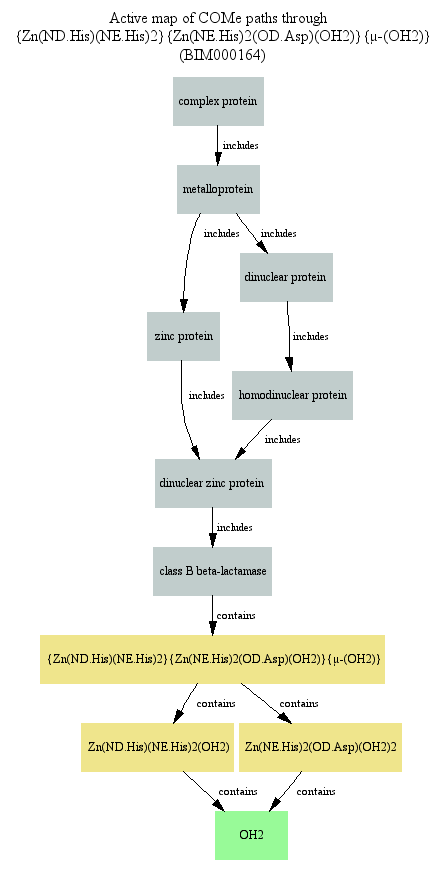 Active map of COMe paths through
{Zn(ND.His)(NE.His)2}{Zn(NE.His)2(OD.Asp)(OH2)}{μ-(OH2)}
(BIM000164)
complex protein
includes
metalloprotein
includes
includes
dinuclear protein
zinc protein
includes
includes
homodinuclear protein
includes
dinuclear zinc protein
includes
class B beta-lactamase
contains
{Zn(ND.His)(NE.His)2}{Zn(NE.His)2(OD.Asp)(OH2)}{μ-(OH2)}
contains
contains
Zn(ND.His)(NE.His)2(OH2)
Zn(NE.His)2(OD.Asp)(OH2)2
contains
contains
OH2